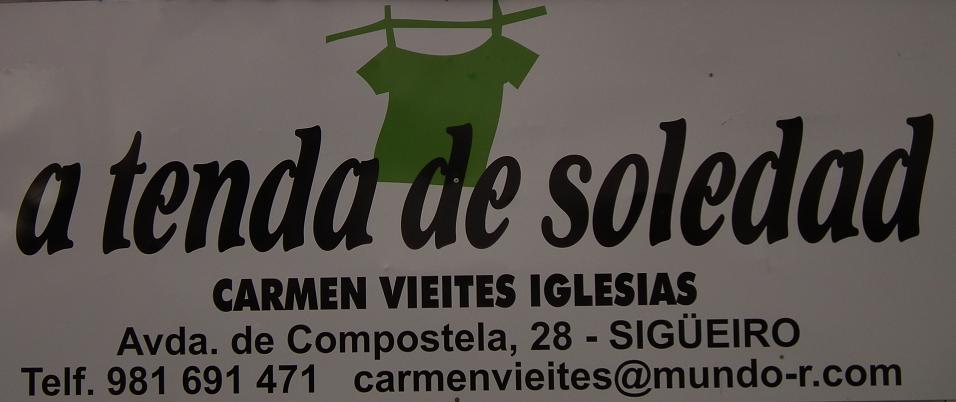 a tenda de soledad
CARMEN VIEITES IGLESIAS
Avda. de Compostela, 28 - SIGÜEIRO
Telf. 981 691 471 carmenvieites@mundo-r.com